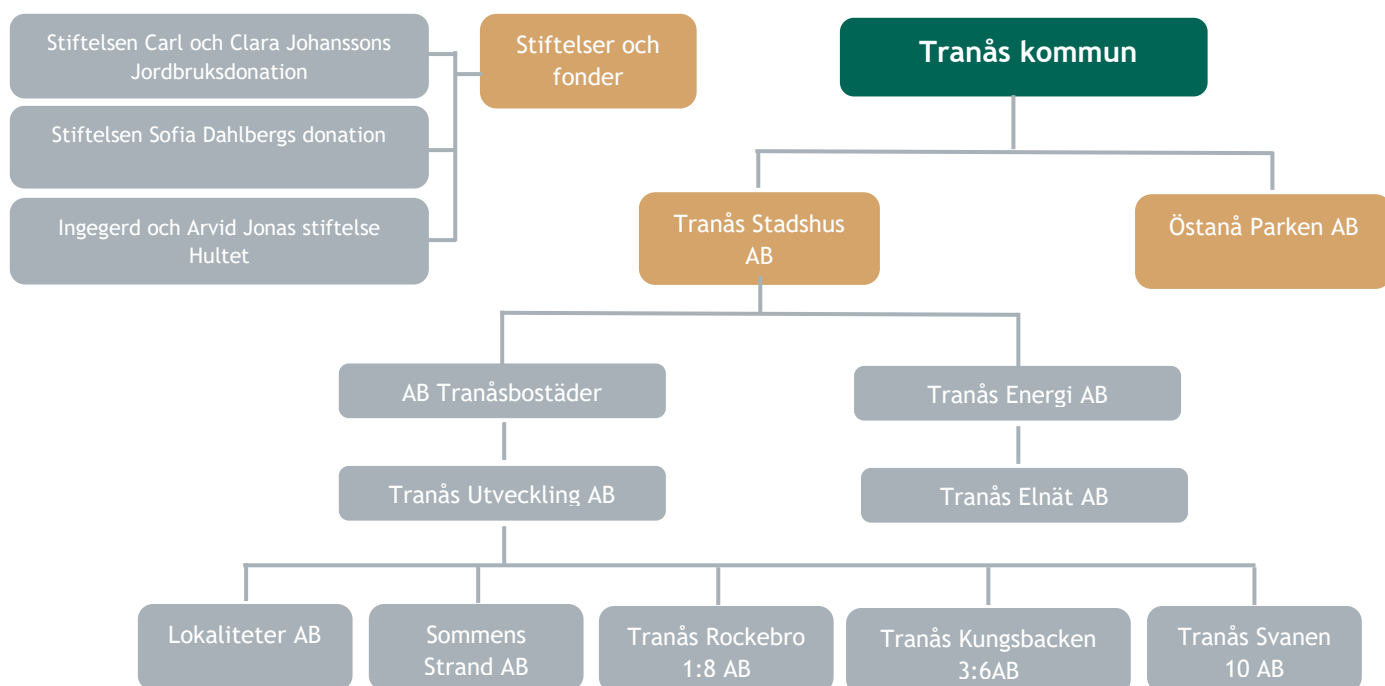 Stiftelsen Carl och Clara Johanssons
Jordbruksdonation
Stiftelser och
fonder
Tranås kommun
Stiftelsen Sofia Dahlbergs donation
Ingegerd och Arvid Jonas stiftelse
Hultet
Tranås Stadshus
AB
Östanå Parken AB
AB Tranåsbostäder
Tranås Energi AB
Tranås Utveckling AB
Tranås Elnät AB
Lokaliteter AB
Sommens
Strand AB
Tranås Rockebro
1:8 AB
Tranås Kungsbacken
3:6AB
Tranås Svanen
10 AB